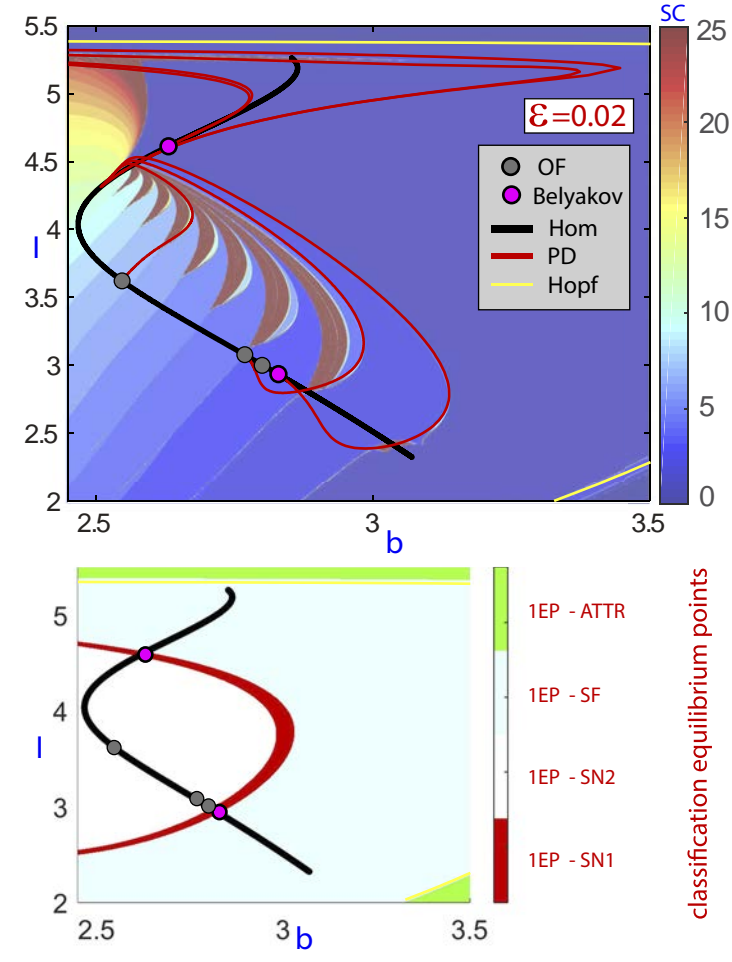 SC
5.5
5
4.5
4
3.5
3
2.5
2
I
2.5
3
3.5
b
25
20
15
10
5
0
ε=0.02
OF
Belyakov
Hom
PD
Hopf
5
4
3
2
I
2.5
3
3.5
b
1EP - ATTR
1EP - SF
1EP - SN2
1EP - SN1
classification equilibrium points